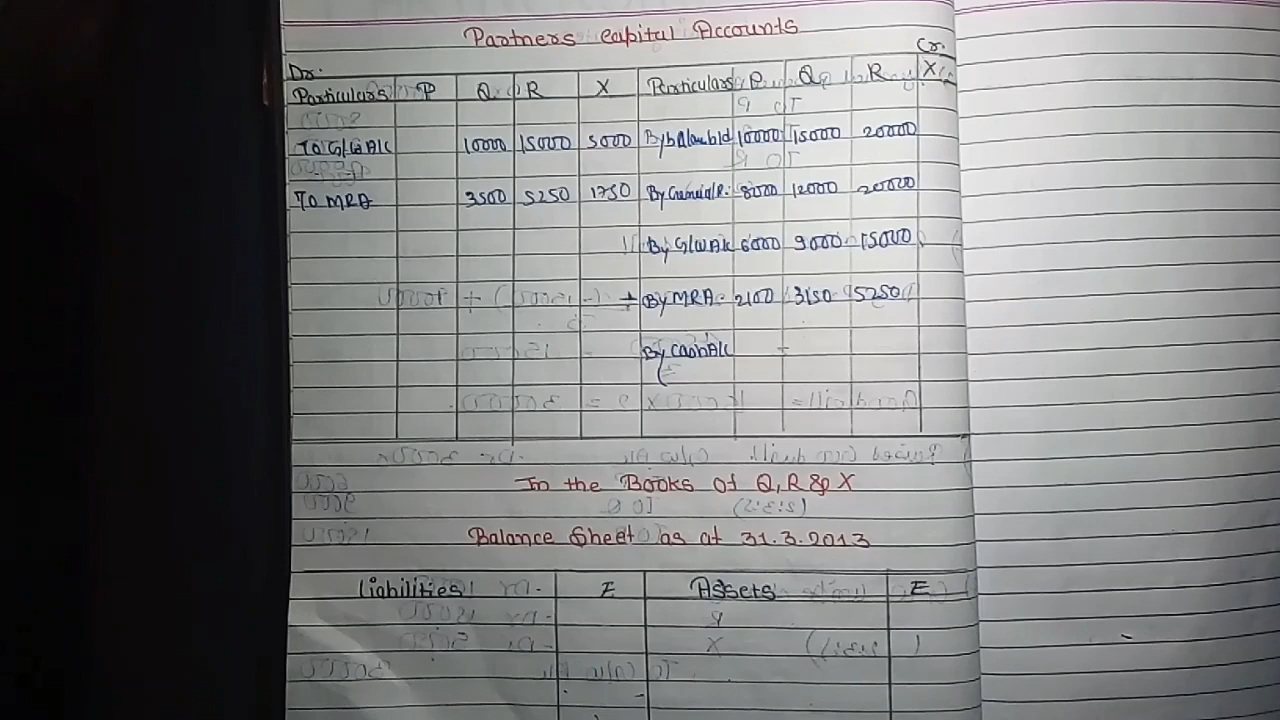 Partners Capital Accounts
Dr. Cr.
Particulars P Q R X Particulars P Q R X
To G/w A/c 10000 15000 5000 By balance b/d 10000 15000 20000
To MRA 3500 5250 1750 By General R. 8000 12000 20000
By G/w A/c 6000 9000 15000
By MRA 2100 3150 5250
By Cash A/c
In the Books of Q, R & X
Balance Sheet as at 31.3.2013
Liabilities ₹ Assets ₹